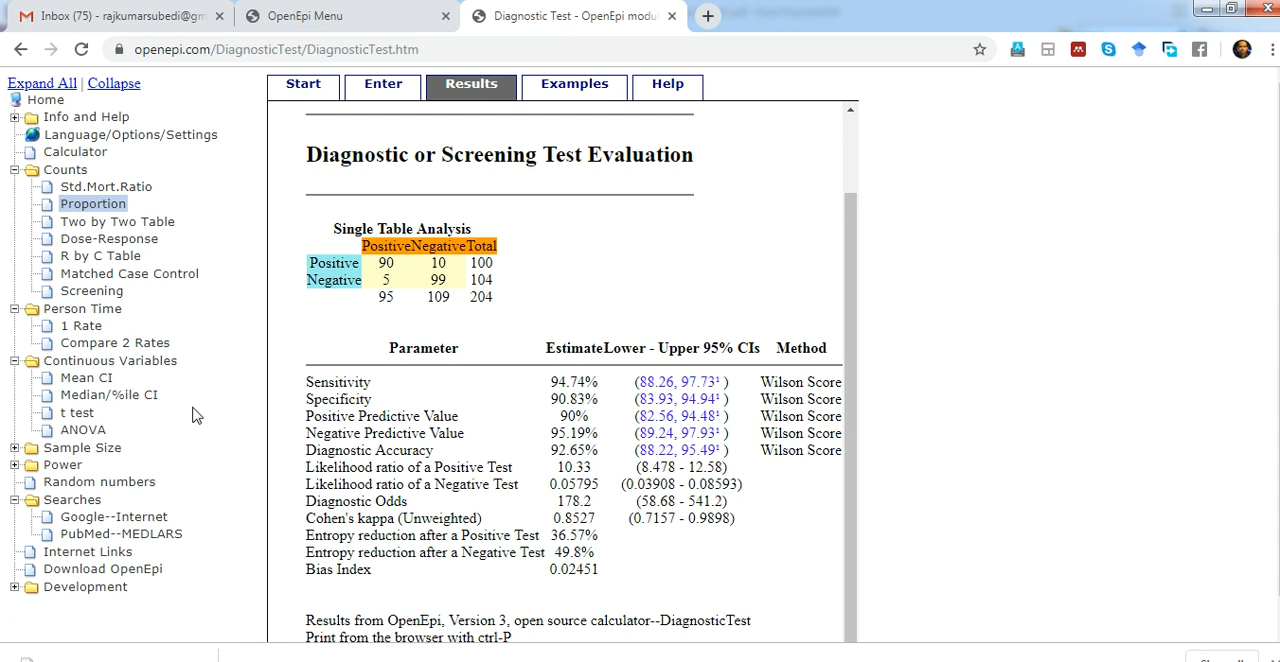 Inbox (75) - rajkumarsubedi@gm
OpenEpi Menu
Diagnostic Test - OpenEpi modul
openepi.com/DiagnosticTest/DiagnosticTest.htm
Expand All | Collapse
Home
Info and Help
Language/Options/Settings
Calculator
Counts
Std.Mort.Ratio
Proportion
Two by Two Table
Dose-Response
R by C Table
Matched Case Control
Screening
Person Time
1 Rate
Compare 2 Rates
Continuous Variables
Mean CI
Median/%ile CI
t test
ANOVA
Sample Size
Power
Random numbers
Searches
Google--Internet
PubMed--MEDLARS
Internet Links
Download OpenEpi
Development
Start Enter Results Examples Help
Diagnostic or Screening Test Evaluation
Single Table Analysis
Positive Negative Total
Positive 90 10 100
Negative 5 99 104
95 109 204
Parameter Estimate Lower - Upper 95% CIs Method
Sensitivity 94.74% (88.26, 97.73¹ ) Wilson Score
Specificity 90.83% (83.93, 94.94¹ ) Wilson Score
Positive Predictive Value 90% (82.56, 94.48¹ ) Wilson Score
Negative Predictive Value 95.19% (89.24, 97.93¹ ) Wilson Score
Diagnostic Accuracy 92.65% (88.22, 95.49¹ ) Wilson Score
Likelihood ratio of a Positive Test 10.33 (8.478 - 12.58)
Likelihood ratio of a Negative Test 0.05795 (0.03908 - 0.08593)
Diagnostic Odds 178.2 (58.68 - 541.2)
Cohen's kappa (Unweighted) 0.8527 (0.7157 - 0.9898)
Entropy reduction after a Positive Test 36.57%
Entropy reduction after a Negative Test 49.8%
Bias Index 0.02451
Results from OpenEpi, Version 3, open source calculator--DiagnosticTest
Print from the browser with ctrl-P